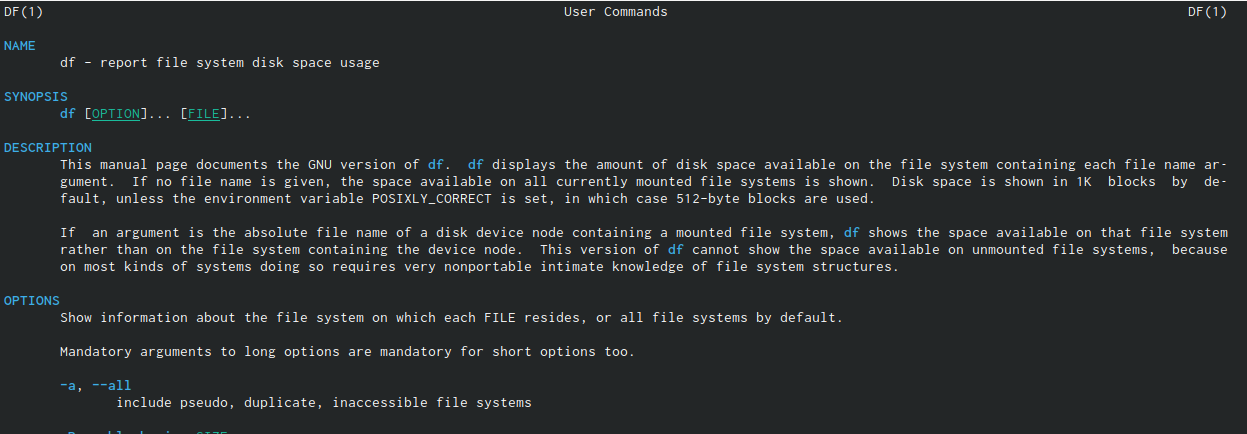 DF(1) User Commands DF(1)
NAME
df - report file system disk space usage
SYNOPSIS
df [OPTION]... [FILE]...
DESCRIPTION
This manual page documents the GNU version of df.  df displays the amount of disk space available on the file system containing each file name ar-
gument.  If no file name is given, the space available on all currently mounted file systems is shown.  Disk space is shown in 1K  blocks  by  de-
fault, unless the environment variable POSIXLY_CORRECT is set, in which case 512-byte blocks are used.
If  an argument is the absolute file name of a disk device node containing a mounted file system, df shows the space available on that file system
rather than on the file system containing the device node.  This version of df cannot show the space available on unmounted file systems,  because
on most kinds of systems doing so requires very nonportable intimate knowledge of file system structures.
OPTIONS
Show information about the file system on which each FILE resides, or all file systems by default.
Mandatory arguments to long options are mandatory for short options too.
-a, --all
include pseudo, duplicate, inaccessible file systems